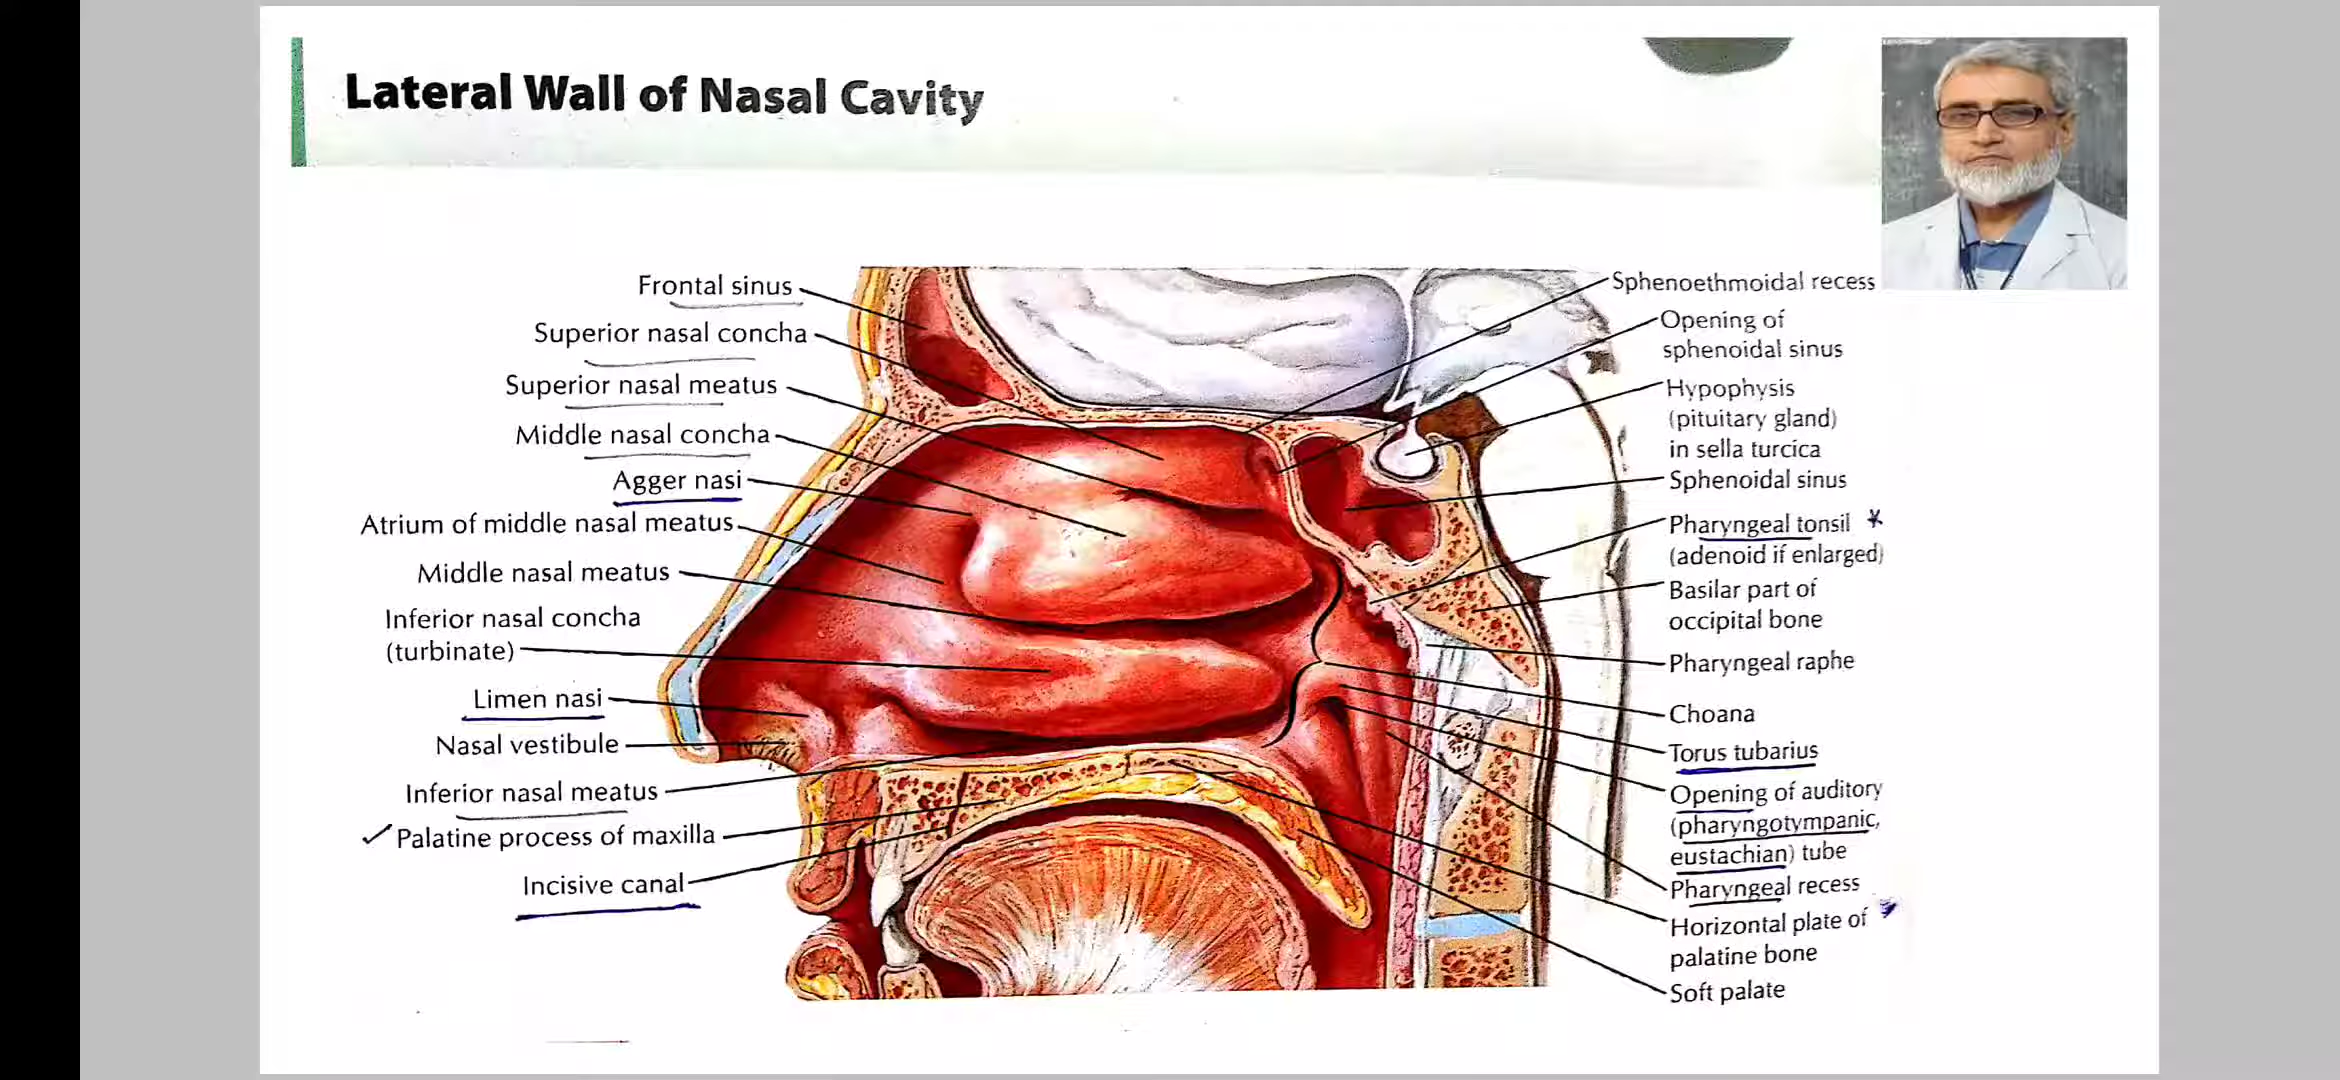 Lateral Wall of Nasal Cavity
Frontal sinus
Superior nasal concha
Superior nasal meatus
Middle nasal concha
Agger nasi
Atrium of middle nasal meatus
Middle nasal meatus
Inferior nasal concha
(turbinate)
Limen nasi
Nasal vestibule
Inferior nasal meatus
Palatine process of maxilla
Incisive canal
Sphenoethmoidal recess
Opening of
sphenoidal sinus
Hypophysis
(pituitary gland)
in sella turcica
Sphenoidal sinus
Pharyngeal tonsil
(adenoid if enlarged)
Basilar part of
occipital bone
Pharyngeal raphe
Choana
Torus tubarius
Opening of auditory
(pharyngotympanic,
eustachian) tube
Pharyngeal recess
Horizontal plate of
palatine bone
Soft palate